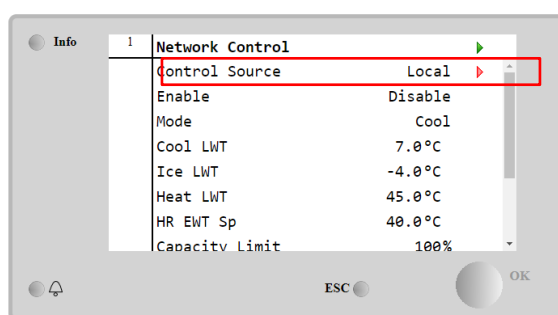 Info
1 Network Control
Control Source Local
Enable Disable
Mode Cool
Cool LWT 7.0°C
Ice LWT -4.0°C
Heat LWT 45.0°C
HR EWT Sp 40.0°C
Capacity Limit 100%
ESC
OK